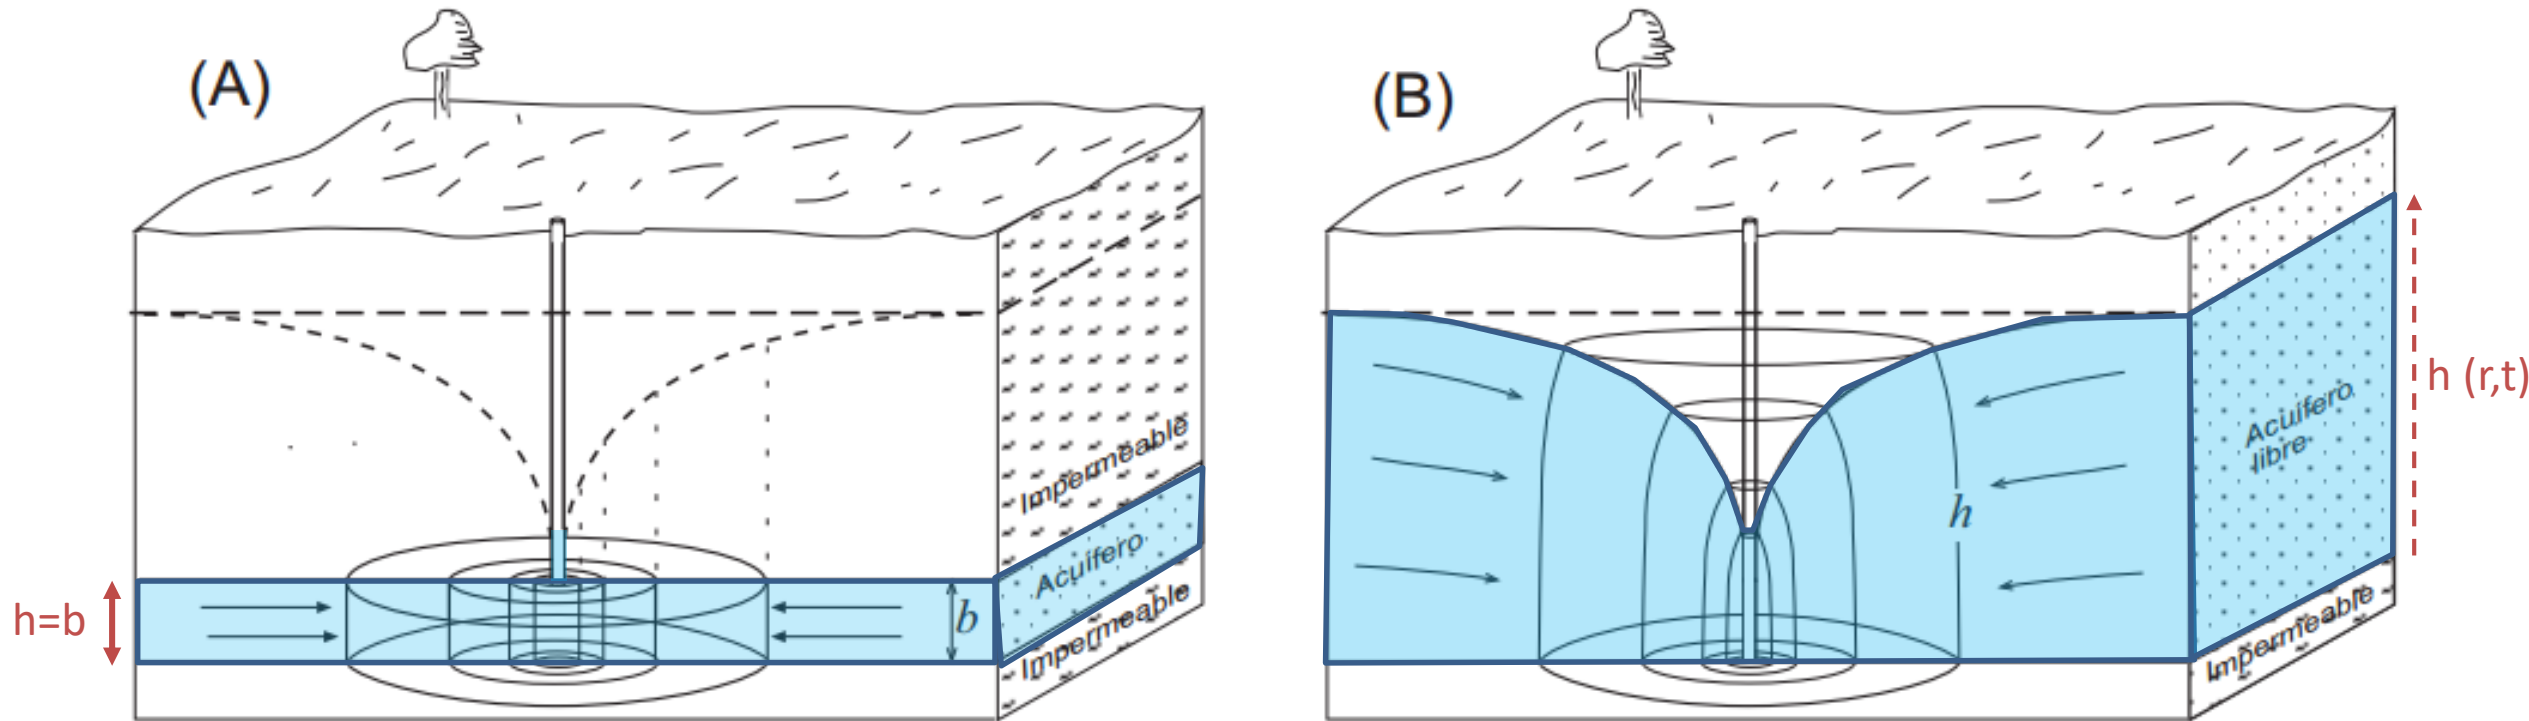 (A)
Impermeable
Acuífero
Impermeable
b
h=b
(B)
Acuífero
libre
h
Impermeable
h (r,t)